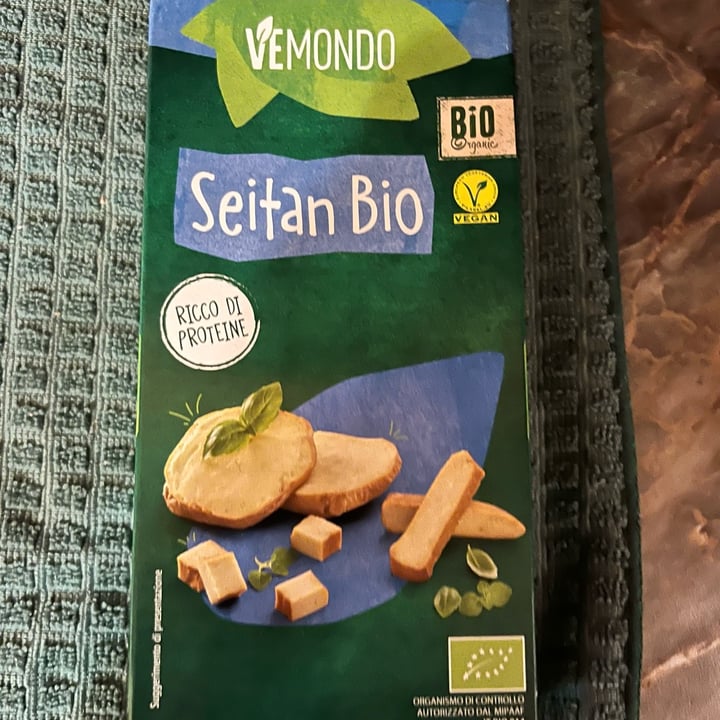 VEMONDO
BiO
Organic
Seitan Bio
VEGAN
RICCO DI
PROTEINE
Suggerimento di presentazione
ORGANISMO DI CONTROLLO
AUTORIZZATO DAL MIPAAF